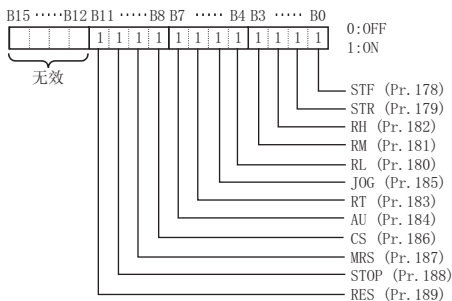 B15 ·····B12 B11 ·····B8 B7 ····· B4 B3 ···· B0
1 1 1 1 1 1 1 1 1 1 1 1
0:OFF
1:ON
无效
STF (Pr.178)
STR (Pr.179)
RH (Pr.182)
RM (Pr.181)
RL (Pr.180)
JOG (Pr.185)
RT (Pr.183)
AU (Pr.184)
CS (Pr.186)
MRS (Pr.187)
STOP (Pr.188)
RES (Pr.189)